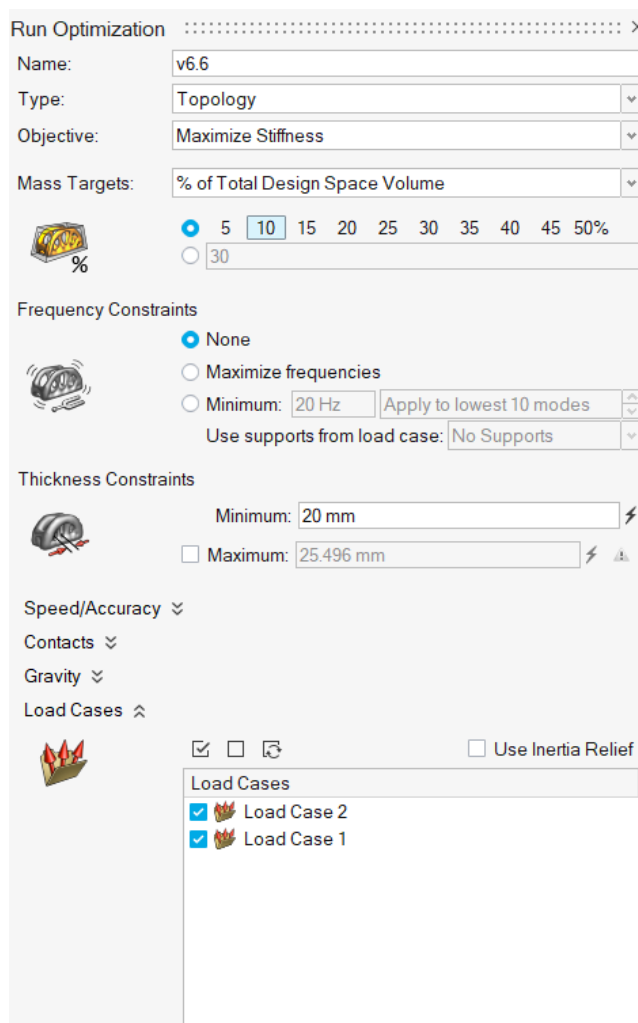 Run Optimization
Name: v6.6
Type: Topology
Objective: Maximize Stiffness
Mass Targets: % of Total Design Space Volume
5 10 15 20 25 30 35 40 45 50%
%
30
Frequency Constraints
None
Maximize frequencies
Minimum: 20 Hz Apply to lowest 10 modes
Use supports from load case: No Supports
Thickness Constraints
Minimum: 20 mm
Maximum: 25.496 mm
Speed/Accuracy
Contacts
Gravity
Load Cases
Use Inertia Relief
Load Cases
Load Case 2
Load Case 1